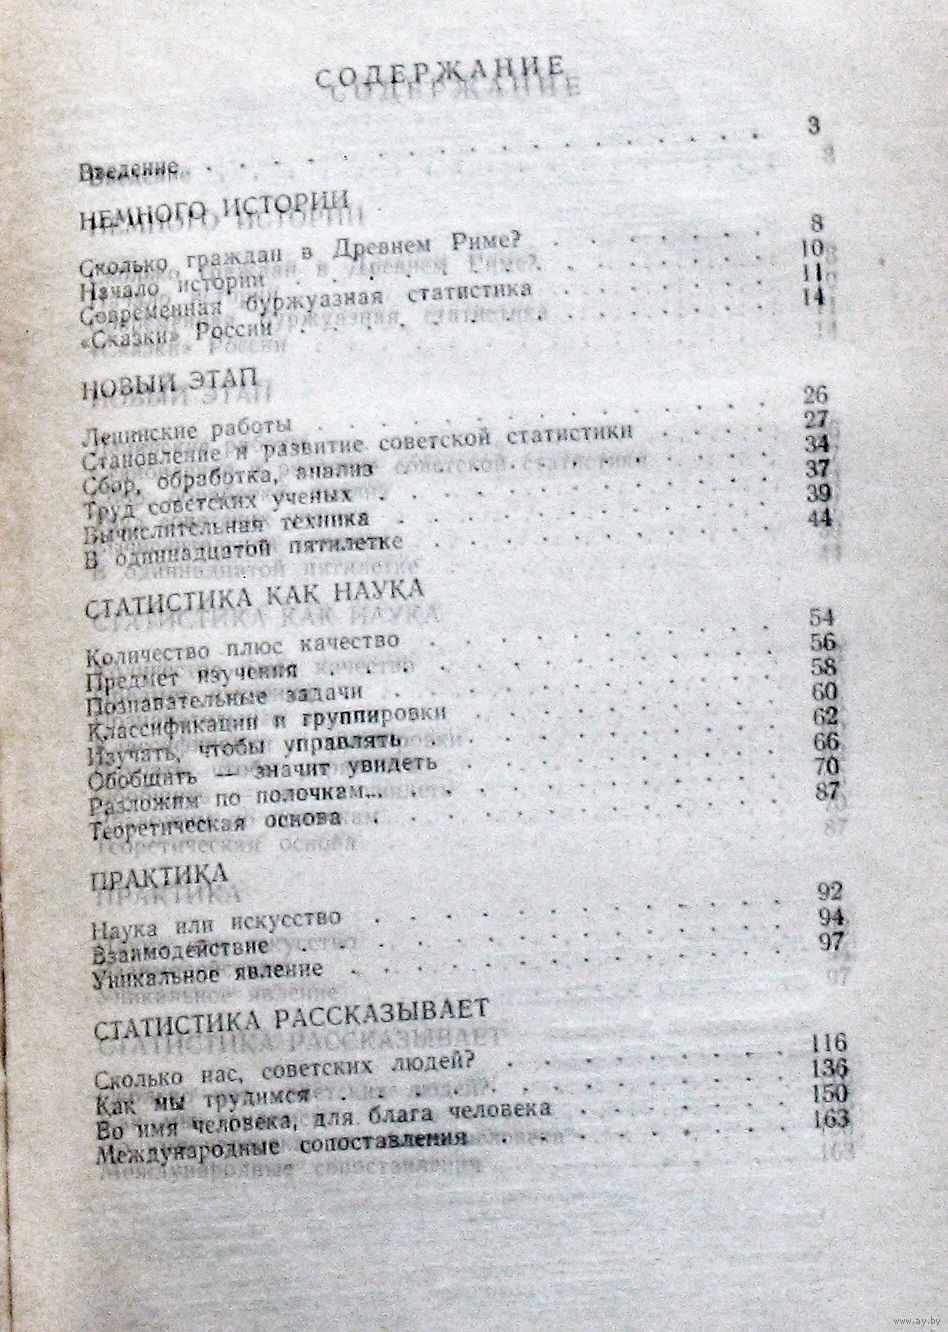 СОДЕРЖАНИЕ
Введение . . . . . . . . . . . . . . . . . 3
НЕМНОГО ИСТОРИИ
Сколько граждан в Древнем Риме? . . . . . . . 8
Начало истории . . . . . . . . . . . . . . 10
Современная буржуазная статистика . . . . . . 11
«Сказки» России . . . . . . . . . . . . . . 14
НОВЫЙ ЭТАП
Ленинские работы . . . . . . . . . . . . . 26
Становление и развитие советской статистики . . . . 27
Сбор, обработка, анализ . . . . . . . . . . . 34
Труд советских ученых . . . . . . . . . . . . 37
Вычислительная техника . . . . . . . . . . . 39
В одиннадцатой пятилетке . . . . . . . . . . 44
СТАТИСТИКА КАК НАУКА
Количество плюс качество . . . . . . . . . . 54
Предмет изучения . . . . . . . . . . . . . 56
Познавательные задачи . . . . . . . . . . . 58
Классификации и группировки . . . . . . . . . 60
Изучать, чтобы управлять . . . . . . . . . . 62
Обобщать — значит увидеть . . . . . . . . . 66
Разложим по полочкам... . . . . . . . . . . . 70
Теоретическая основа . . . . . . . . . . . . 87
ПРАКТИКА
Наука или искусство . . . . . . . . . . . . 92
Взаимодействие . . . . . . . . . . . . . . 94
Уникальное явление . . . . . . . . . . . . 97
СТАТИСТИКА РАССКАЗЫВАЕТ
Сколько нас, советских людей? . . . . . . . . 116
Как мы трудимся . . . . . . . . . . . . . 136
Во имя человека, для блага человека . . . . . . 150
Международные сопоставления . . . . . . . . 163
www.ay.by